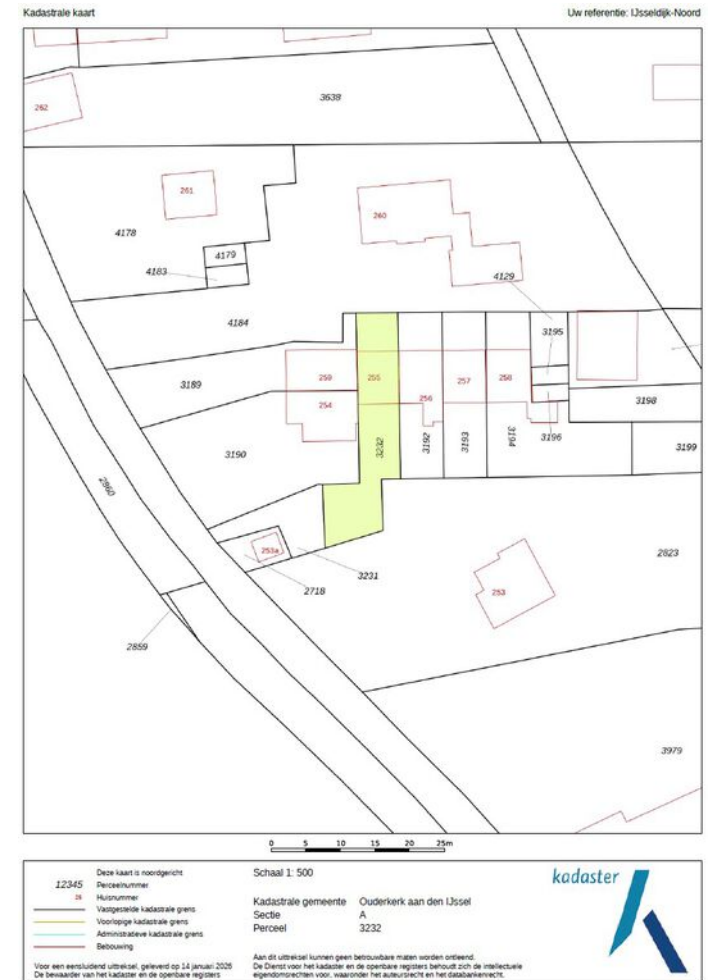 Kadastrale kaart
Uw referentie: IJsseldijk-Noord
262
3638
261
260
4178
4179
4183
4129
4184
3195
3189
259
255
257
258
254
256
3198
3190
3232
3192
3193
3194
3196
3199
2860
253a
3231
2718
2823
253
2859
3979
0 5 10 15 20 25m
Deze kaart is noordgericht
12345 Perceelnummer
25 Huisnummer
Vastgestelde kadastrale grens
Voorlopige kadastrale grens
Administratieve kadastrale grens
Bebouwing
Voor een eensluidend uittreksel, geleverd op 14 januari 2026
De bewaarder van het kadaster en de openbare registers
Schaal 1: 500
Kadastrale gemeente Ouderkerk aan den IJssel
Sectie A
Perceel 3232
Aan dit uittreksel kunnen geen betrouwbare maten worden ontleend.
De Dienst voor het kadaster en de openbare registers behoudt zich de intellectuele
eigendomsrechten voor, waaronder het auteursrecht en het databankenrecht.
kadaster